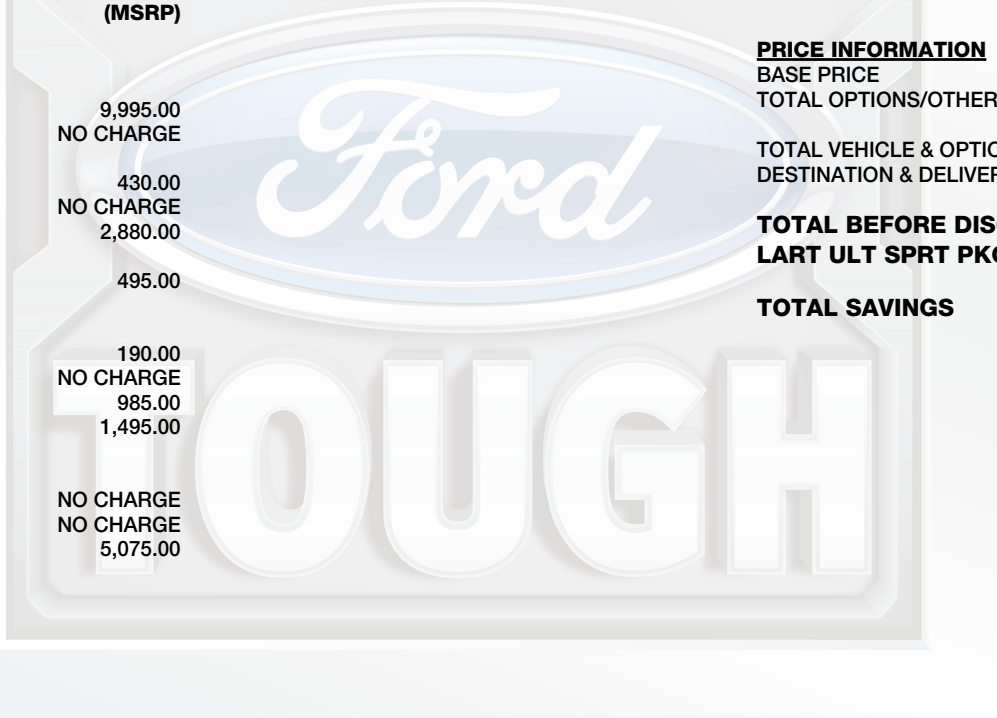 (MSRP)
9,995.00
NO CHARGE
430.00
NO CHARGE
2,880.00
495.00
190.00
NO CHARGE
985.00
1,495.00
NO CHARGE
NO CHARGE
5,075.00
Ford
TOUGH
PRICE INFORMATION
BASE PRICE
TOTAL OPTIONS/OTHER
TOTAL VEHICLE & OPTIO
DESTINATION & DELIVER
TOTAL BEFORE DIS
LART ULT SPRT PK
TOTAL SAVINGS